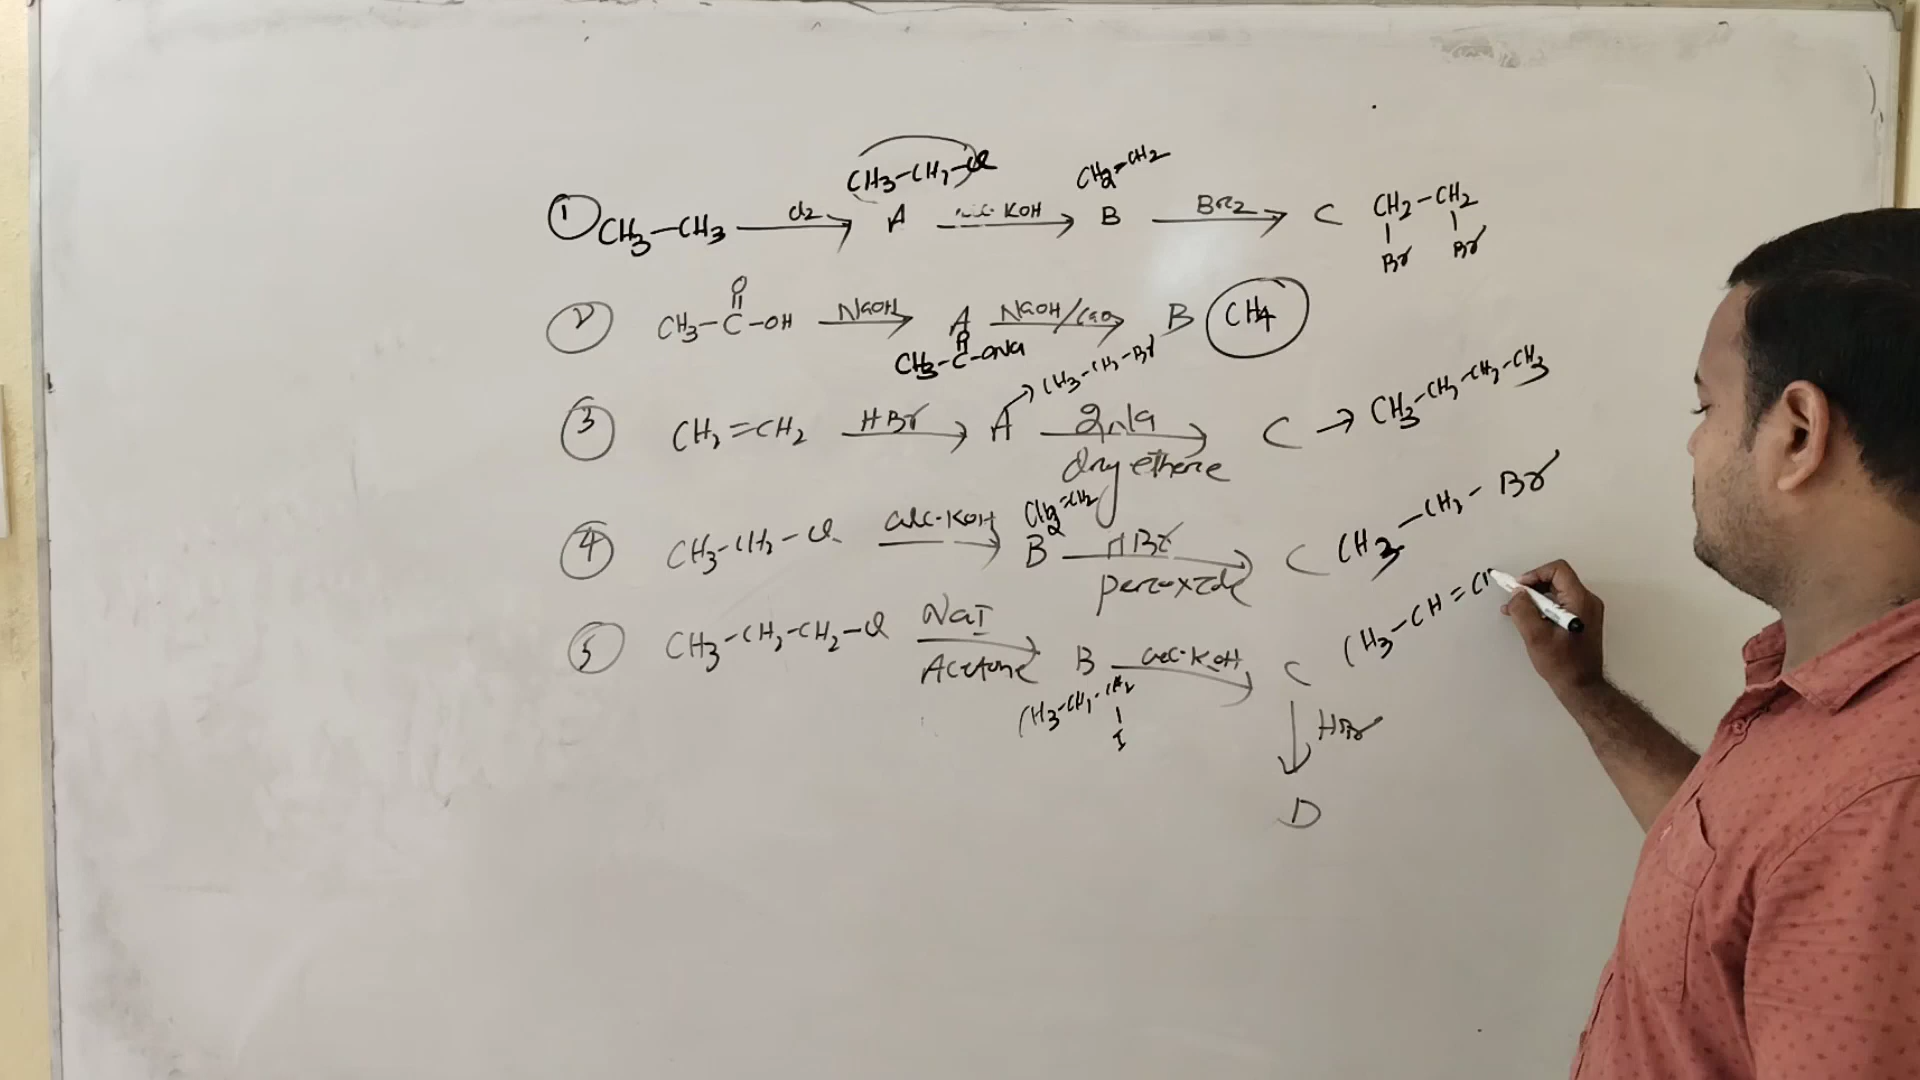 CH3-CH2-Cl CH2=CH2
① CH3-CH3 Cl2 → A alc. KOH → B Br2 → C CH2-CH2
Br Br
O
② CH3-C-OH NaOH → A NaOH/CaO → B CH4
O
CH3-C-ONa
③ CH2=CH2 HBr → A → CH3-CH2-Br 2Na → C → CH3-CH2-CH2-CH3
dry ethere
CH2=CH2
④ CH3-CH2-Cl alc. KOH → B HBr → C CH3-CH2-Br
peroxide
⑤ CH3-CH2-CH2-Cl NaI → B alc. KOH → C CH3-CH=
Acetone
CH3-CH2-CH2
I
↓ HBr
D